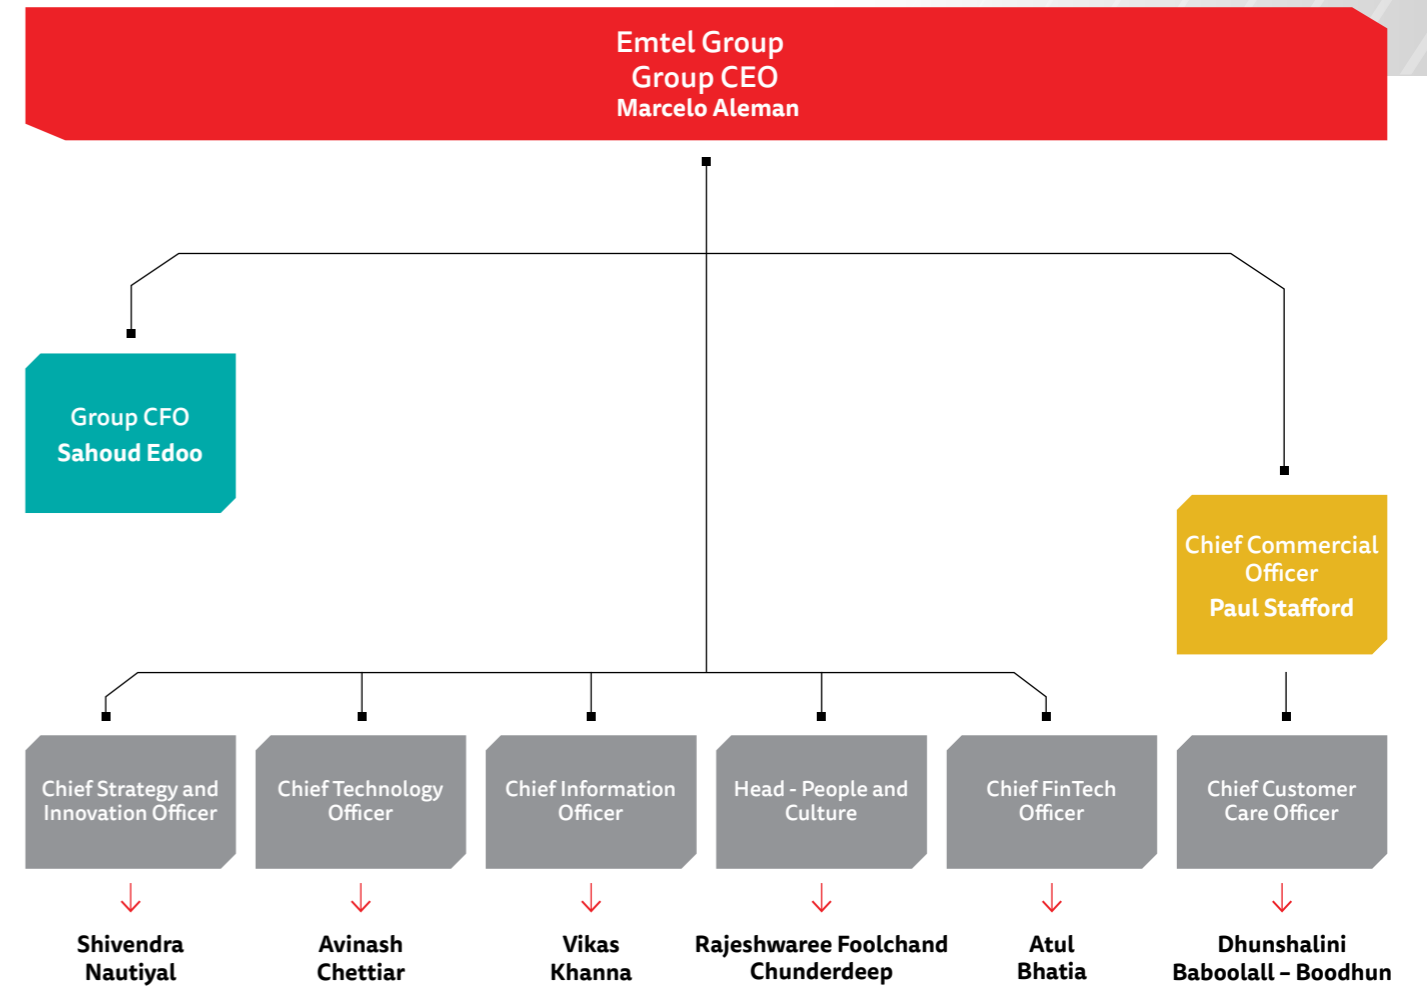 Emtel Group
Group CEO
Marcelo Aleman
Group CFO
Sahoud Edoo
Chief Commercial
Officer
Paul Stafford
Chief Strategy and
Innovation Officer
Chief Technology
Officer
Chief Information
Officer
Head - People and
Culture
Chief FinTech
Officer
Chief Customer
Care Officer
Shivendra
Nautiyal
Avinash
Chettiar
Vikas
Khanna
Rajeshwaree Foolchand
Chunderdeep
Atul
Bhatia
Dhunshalini
Baboolall – Boodhun